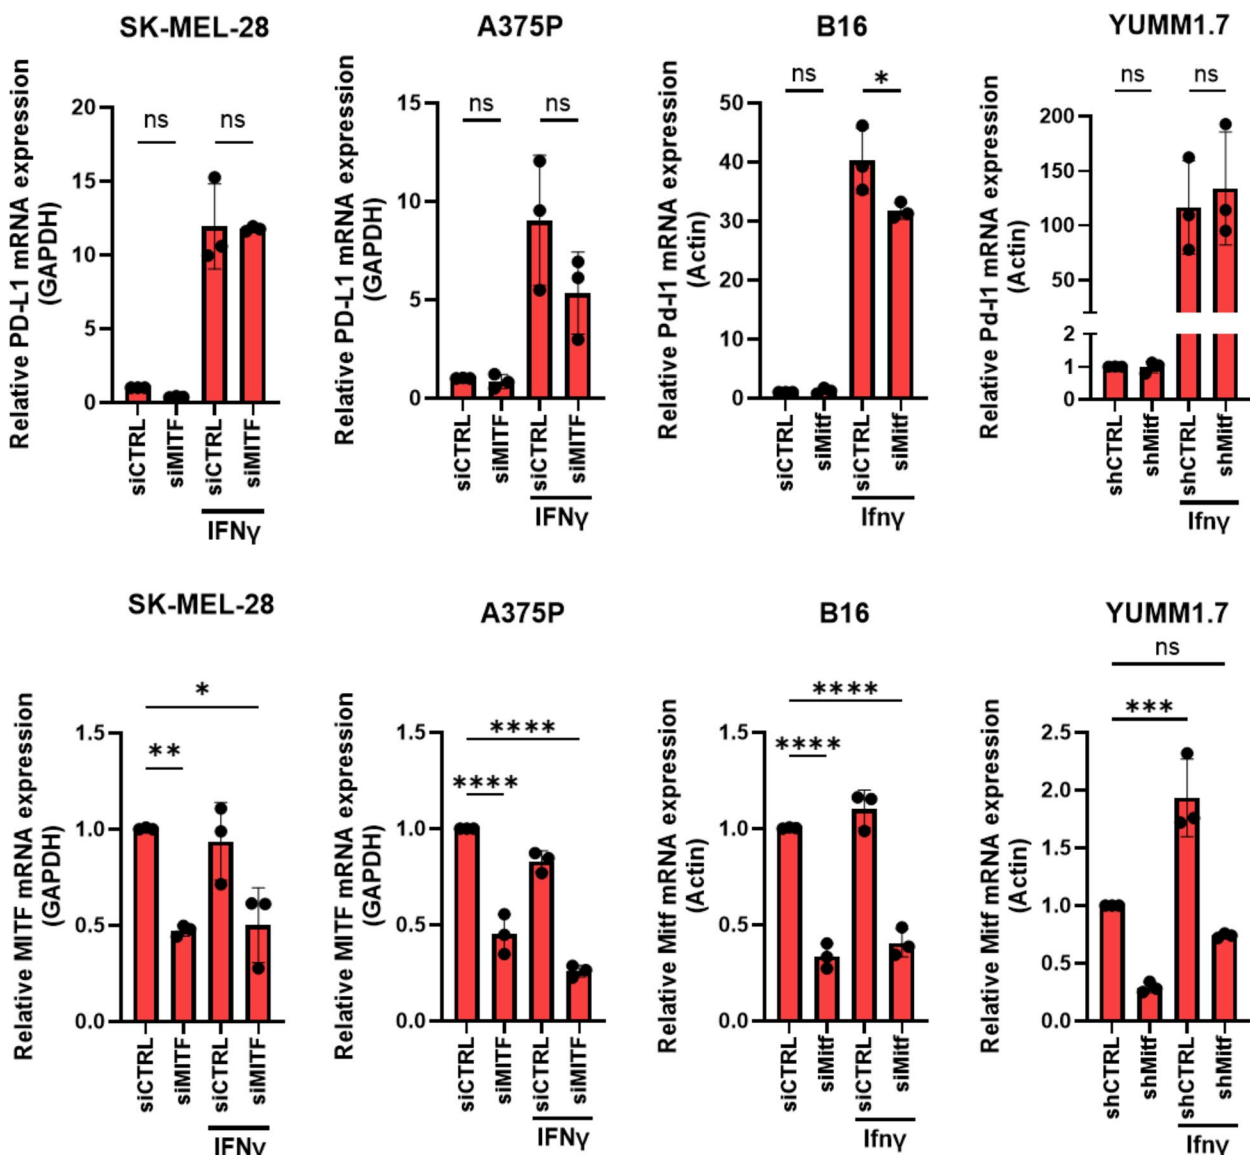 SK-MEL-28
Relative PD-L1 mRNA expression
(GAPDH)
20
15
10
5
0
ns
ns
siCTRL
siMITF
siCTRL
siMITF
IFNγ
A375P
Relative PD-L1 mRNA expression
(GAPDH)
15
10
5
0
ns
ns
siCTRL
siMITF
siCTRL
siMITF
IFNγ
B16
Relative Pd-l1 mRNA expression
(Actin)
50
40
30
20
10
0
ns
*
siCTRL
siMitf
siCTRL
siMitf
Ifnγ
YUMM1.7
Relative Pd-l1 mRNA expression
(Actin)
200
150
100
50
2
1
0
ns
ns
shCTRL
shMitf
shCTRL
shMitf
Ifnγ
SK-MEL-28
Relative MITF mRNA expression
(GAPDH)
1.5
1.0
0.5
0.0
*
**
siCTRL
siMITF
siCTRL
siMITF
IFNγ
A375P
Relative MITF mRNA expression
(GAPDH)
1.5
1.0
0.5
0.0
****
****
siCTRL
siMITF
siCTRL
siMITF
IFNγ
B16
Relative Mitf mRNA expression
(Actin)
1.5
1.0
0.5
0.0
****
****
siCTRL
siMitf
siCTRL
siMitf
Ifnγ
YUMM1.7
Relative Mitf mRNA expression
(Actin)
2.5
2.0
1.5
1.0
0.5
0.0
ns
***
shCTRL
shMitf
shCTRL
shMitf
Ifnγ